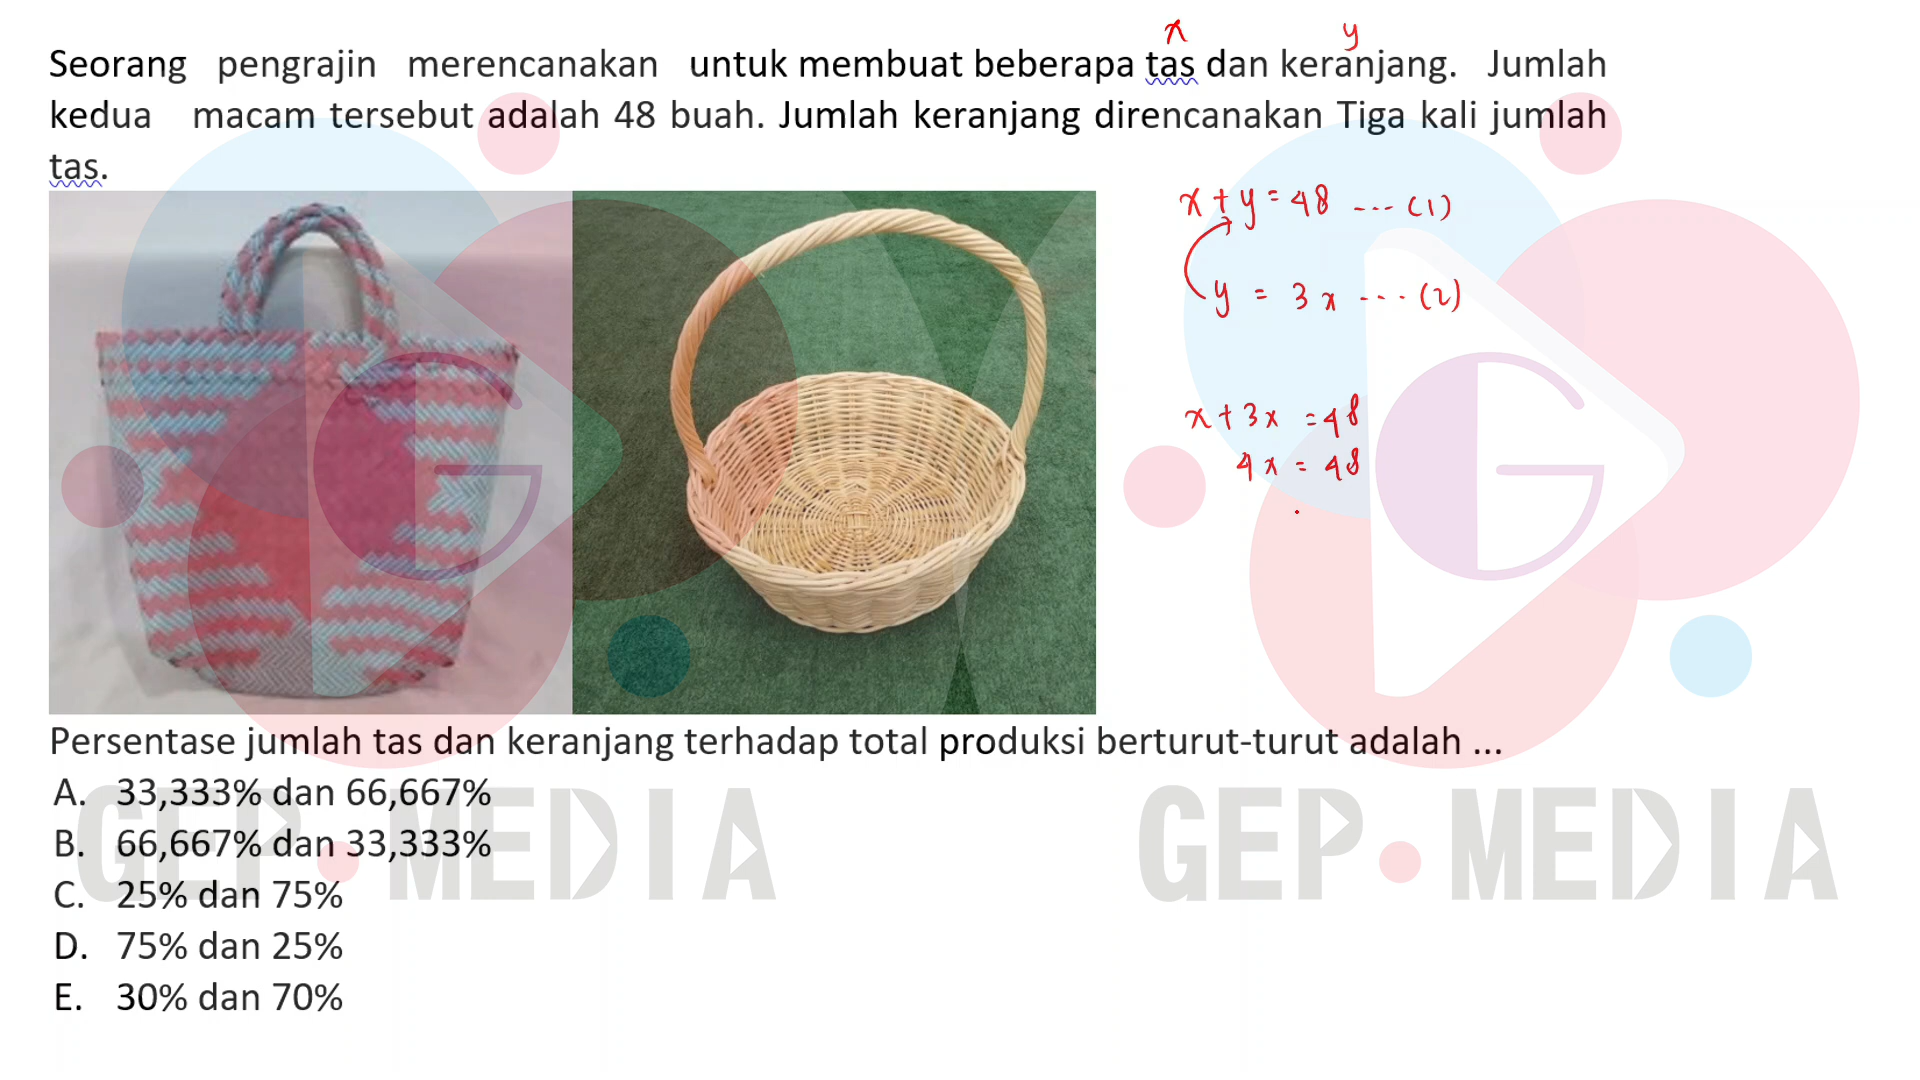 x y
Seorang pengrajin merencanakan untuk membuat beberapa tas dan keranjang. Jumlah
kedua macam tersebut adalah 48 buah. Jumlah keranjang direncanakan Tiga kali jumlah
tas.
x + y = 48 ... (1)
y = 3x ... (2)
x + 3x = 48
4x = 48
G
G
Persentase jumlah tas dan keranjang terhadap total produksi berturut-turut adalah ...
A. 33,333% dan 66,667%
B. 66,667% dan 33,333%
C. 25% dan 75%
D. 75% dan 25%
E. 30% dan 70%
GEP•MEDIA
GEP•MEDIA